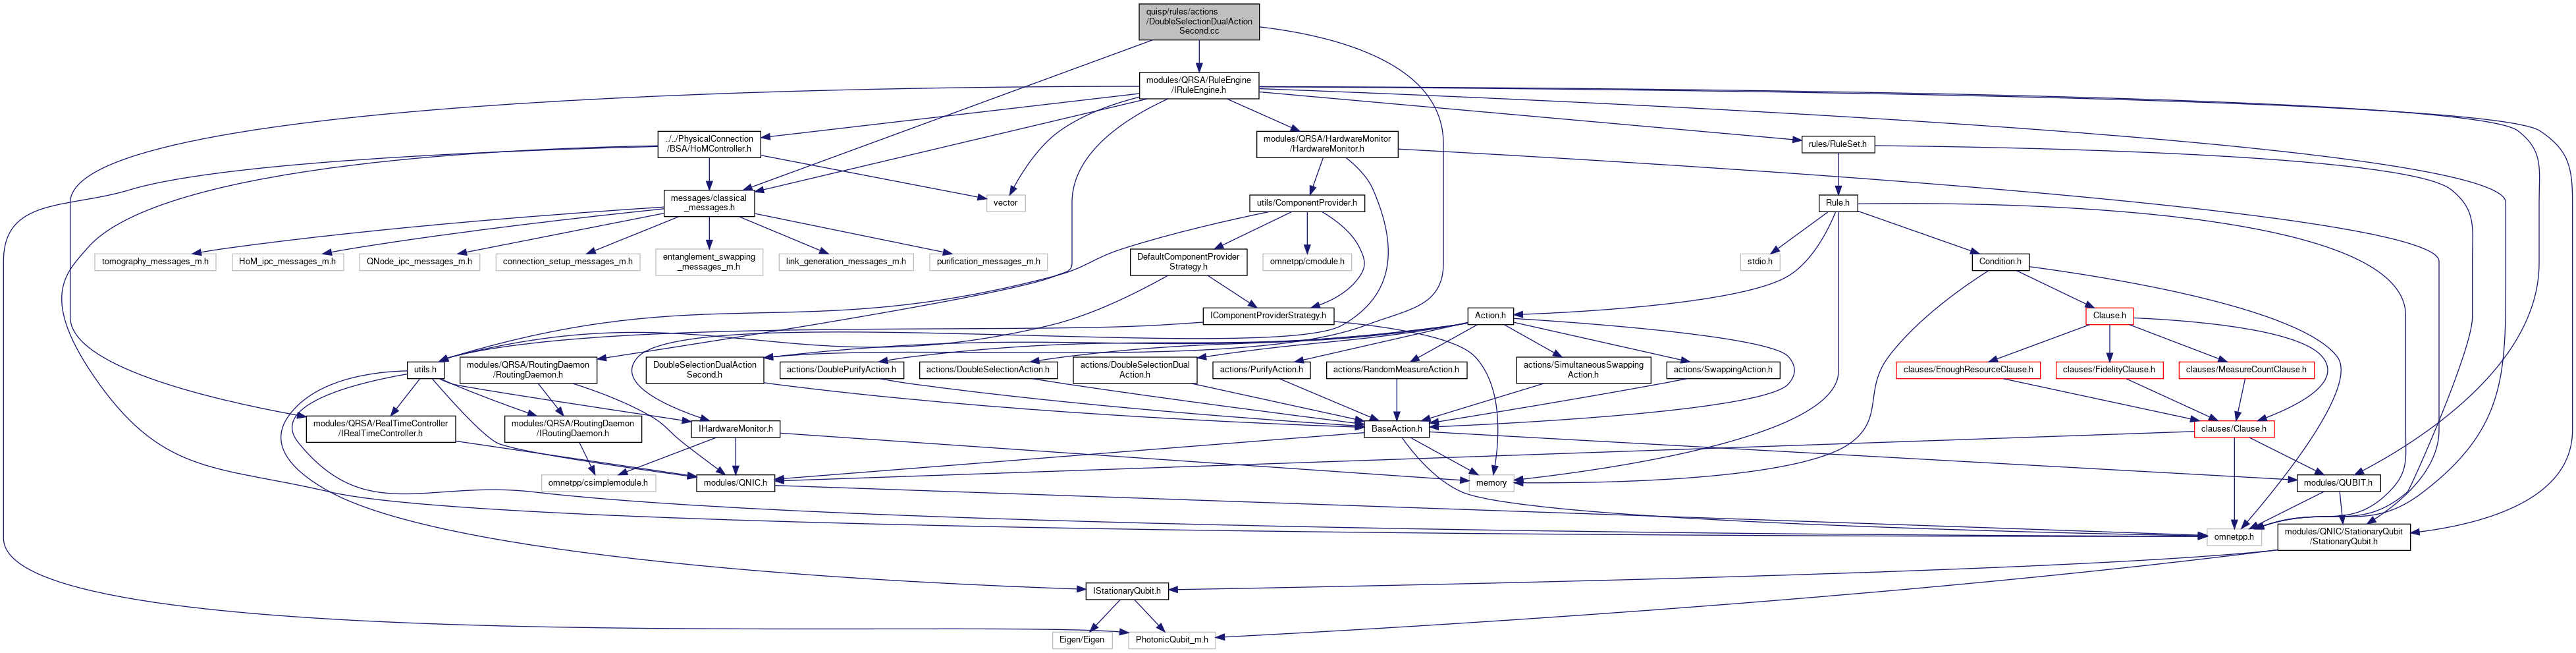 quisp/rules/actions
/DoubleSelectionDualAction
Second.cc
modules/QRSA/RuleEngine
/IRuleEngine.h
../../PhysicalConnection
/BSA/HoMController.h
modules/QRSA/HardwareMonitor
/HardwareMonitor.h
rules/RuleSet.h
messages/classical
_messages.h
vector
utils/ComponentProvider.h
Rule.h
tomography_messages_m.h
HoM_ipc_messages_m.h
QNode_ipc_messages_m.h
connection_setup_messages_m.h
entanglement_swapping
_messages_m.h
link_generation_messages_m.h
purification_messages_m.h
DefaultComponentProvider
Strategy.h
omnetpp/cmodule.h
stdio.h
Condition.h
IComponentProviderStrategy.h
Action.h
Clause.h
utils.h
modules/QRSA/RoutingDaemon
/RoutingDaemon.h
DoubleSelectionDualAction
Second.h
actions/DoublePurifyAction.h
actions/DoubleSelectionAction.h
actions/DoubleSelectionDual
Action.h
actions/PurifyAction.h
actions/RandomMeasureAction.h
actions/SimultaneousSwapping
Action.h
actions/SwappingAction.h
clauses/EnoughResourceClause.h
clauses/FidelityClause.h
clauses/MeasureCountClause.h
modules/QRSA/RealTimeController
/IRealTimeController.h
modules/QRSA/RoutingDaemon
/IRoutingDaemon.h
IHardwareMonitor.h
BaseAction.h
clauses/Clause.h
omnetpp/csimplemodule.h
modules/QNIC.h
memory
modules/QUBIT.h
omnetpp.h
modules/QNIC/StationaryQubit
/StationaryQubit.h
IStationaryQubit.h
Eigen/Eigen
PhotonicQubit_m.h